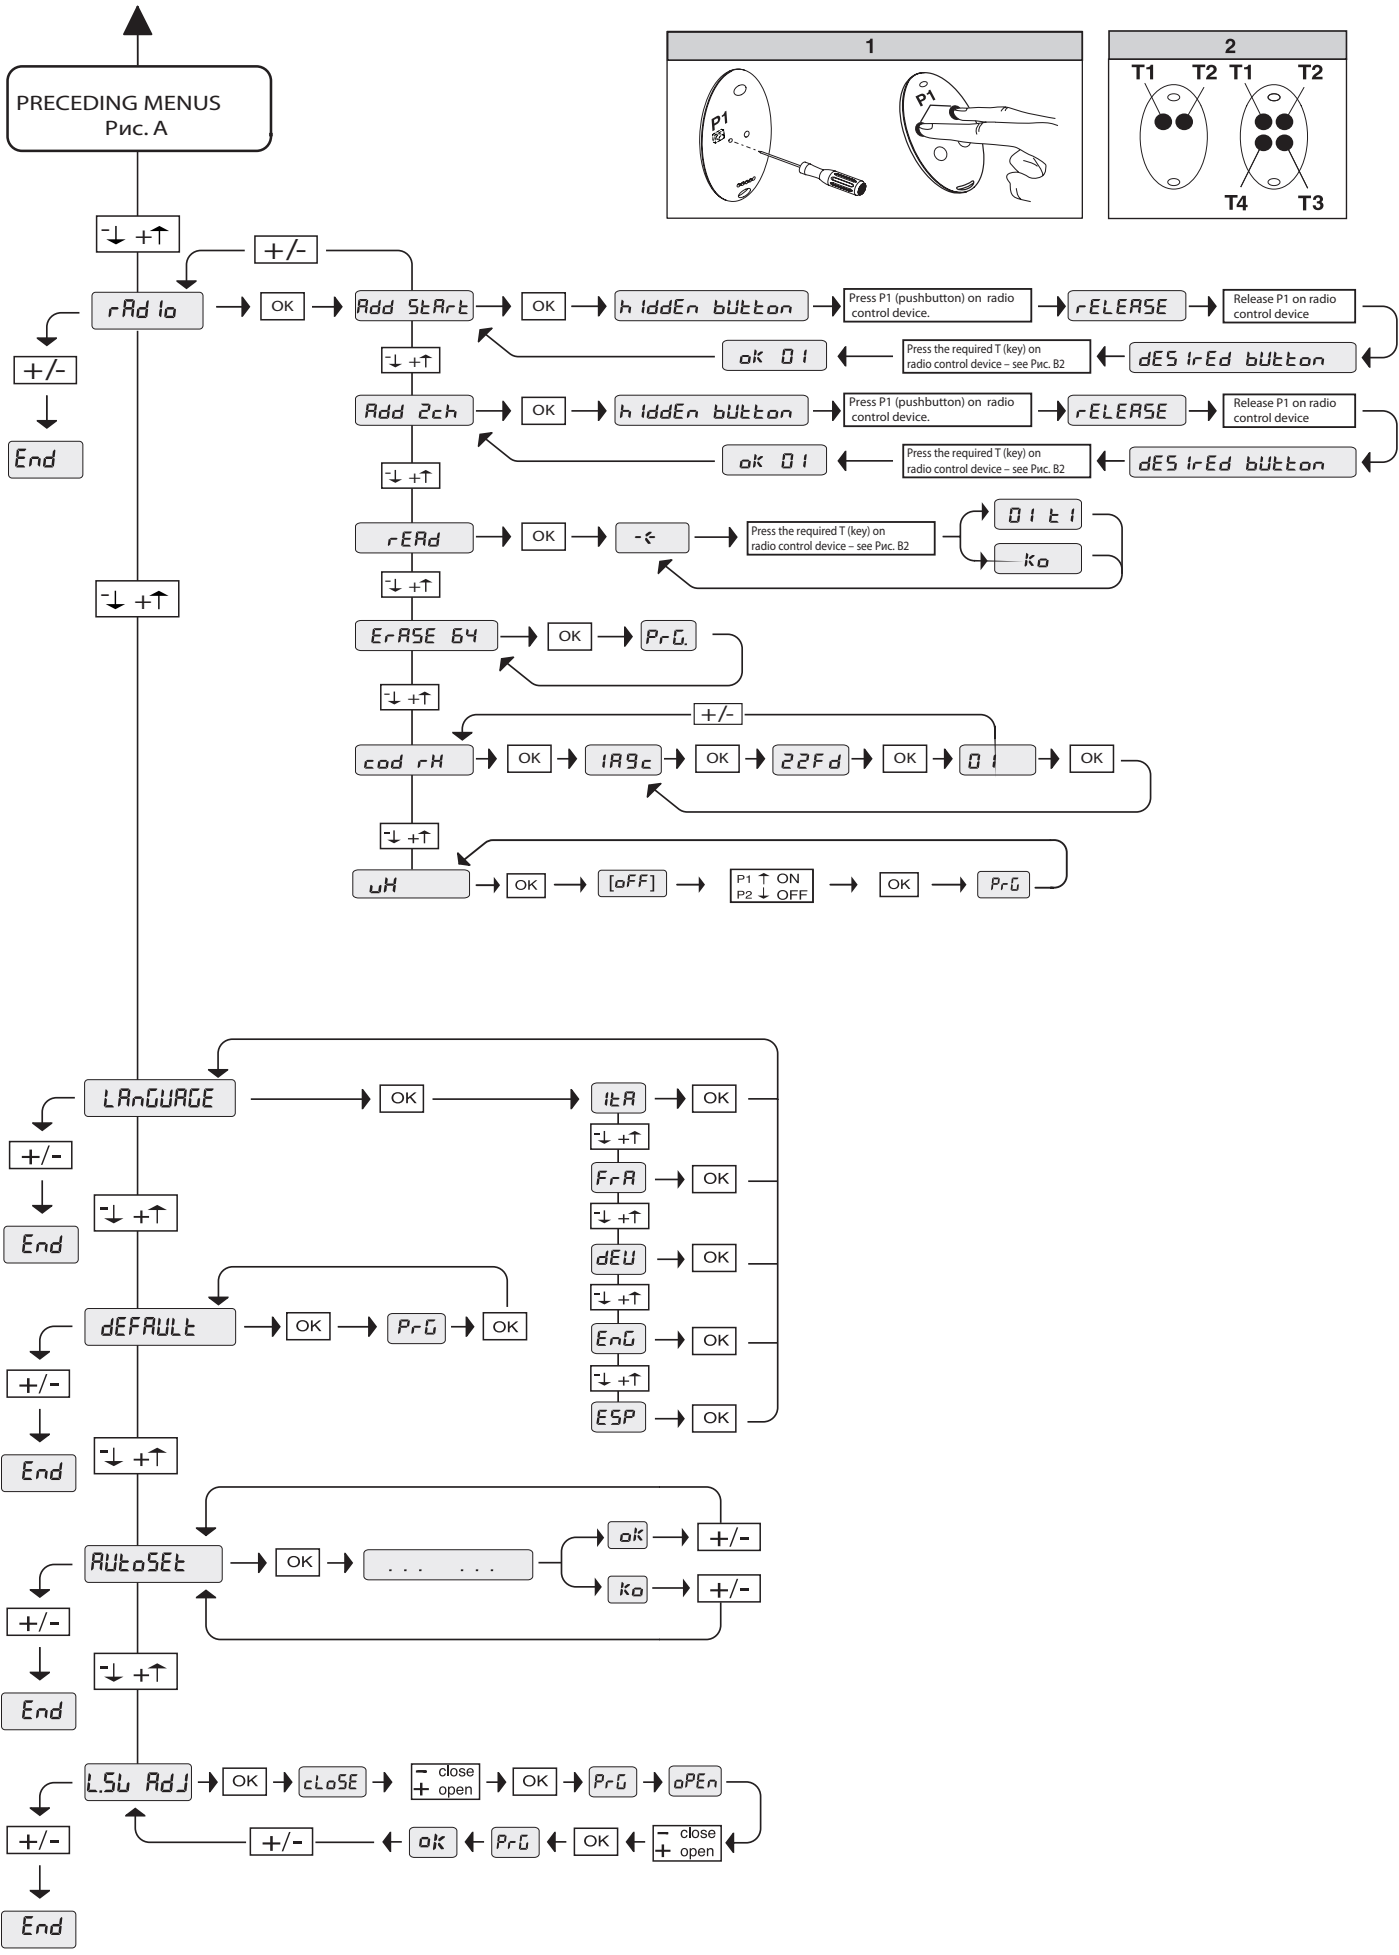 PRECEDING MENUS
Рис. A
1
P1
P1
2
T1 T2 T1 T2
T4 T3
-↓ +↑
+/-
rAdIo
OK
Add StArt
OK
hIddEn bUtton
Press P1 (pushbutton) on radio
control device.
rELEASE
Release P1 on radio
control device
+/-
-↓ +↑
oK 01
Press the required T (key) on
radio control device – see Рис. B2
dESIrEd bUtton
End
Add 2ch
OK
hIddEn bUtton
Press P1 (pushbutton) on radio
control device.
rELEASE
Release P1 on radio
control device
-↓ +↑
oK 01
Press the required T (key) on
radio control device – see Рис. B2
dESIrEd bUtton
rEAd
OK
-<-
Press the required T (key) on
radio control device – see Рис. B2
01 t1
Ko
-↓ +↑
-↓ +↑
ErASE 64
OK
PrG.
-↓ +↑
+/-
cod rH
OK
1A9c
OK
22Fd
OK
01
OK
-↓ +↑
uH
OK
[oFF]
P1 ↑ ON
P2 ↓ OFF
OK
PrG
LAnGUAGE
OK
ItA
OK
+/-
End
-↓ +↑
FrA
OK
-↓ +↑
-↓ +↑
dEU
OK
-↓ +↑
dEFAULt
OK
PrG
OK
EnG
OK
+/-
End
-↓ +↑
ESP
OK
-↓ +↑
AUtoSEt
OK
... ...
oK
+/-
Ko
+/-
+/-
End
-↓ +↑
L.SW AdJ
OK
cLoSE
- close
+ open
OK
PrG
oPEn
+/-
+/-
oK
PrG
OK
- close
+ open
End